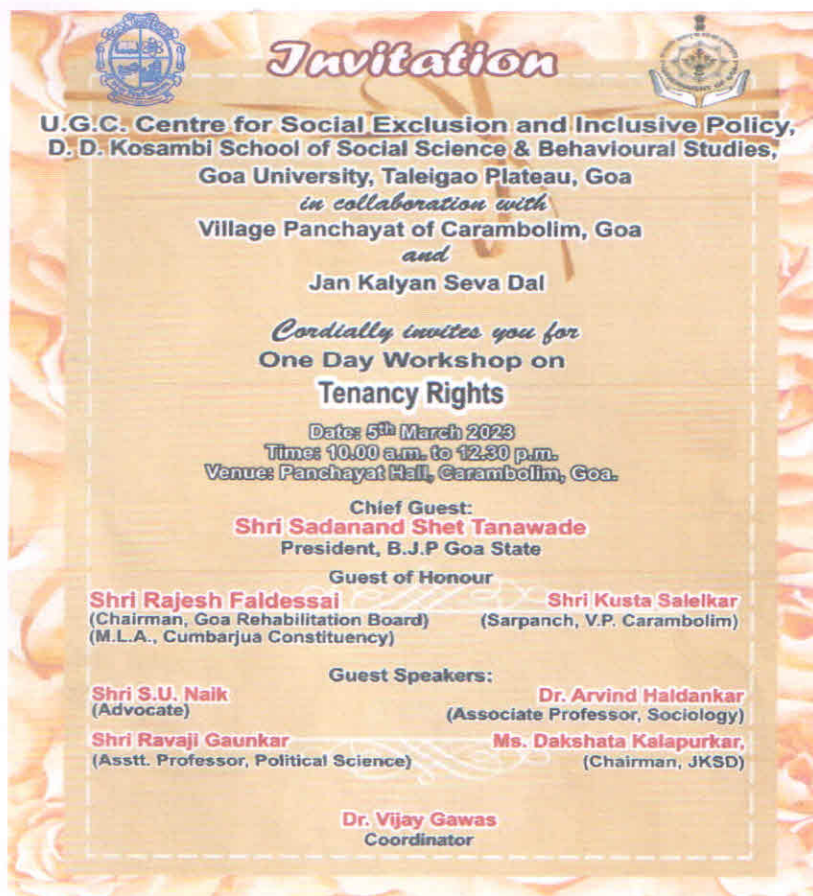 Invitation
U.G.C. Centre for Social Exclusion and Inclusive Policy,
D. D. Kosambi School of Social Science & Behavioural Studies,
Goa University, Taleigao Plateau, Goa
in collaboration with
Village Panchayat of Carambolim, Goa
and
Jan Kalyan Seva Dal
Cordially invites you for
One Day Workshop on
Tenancy Rights
Date: 5th March 2023
Time: 10.00 a.m. to 12.30 p.m.
Venue: Panchayat Hall, Carambolim, Goa.
Chief Guest:
Shri Sadanand Shet Tanawade
President, B.J.P Goa State
Guest of Honour
Shri Rajesh Faldessai
(Chairman, Goa Rehabilitation Board)
(M.L.A., Cumbarjua Constituency)
Shri Kusta Salelkar
(Sarpanch, V.P. Carambolim)
Guest Speakers:
Shri S.U. Naik
(Advocate)
Dr. Arvind Haldankar
(Associate Professor, Sociology)
Shri Ravaji Gaunkar
(Asstt. Professor, Political Science)
Ms. Dakshata Kalapurkar,
(Chairman, JKSD)
Dr. Vijay Gawas
Coordinator